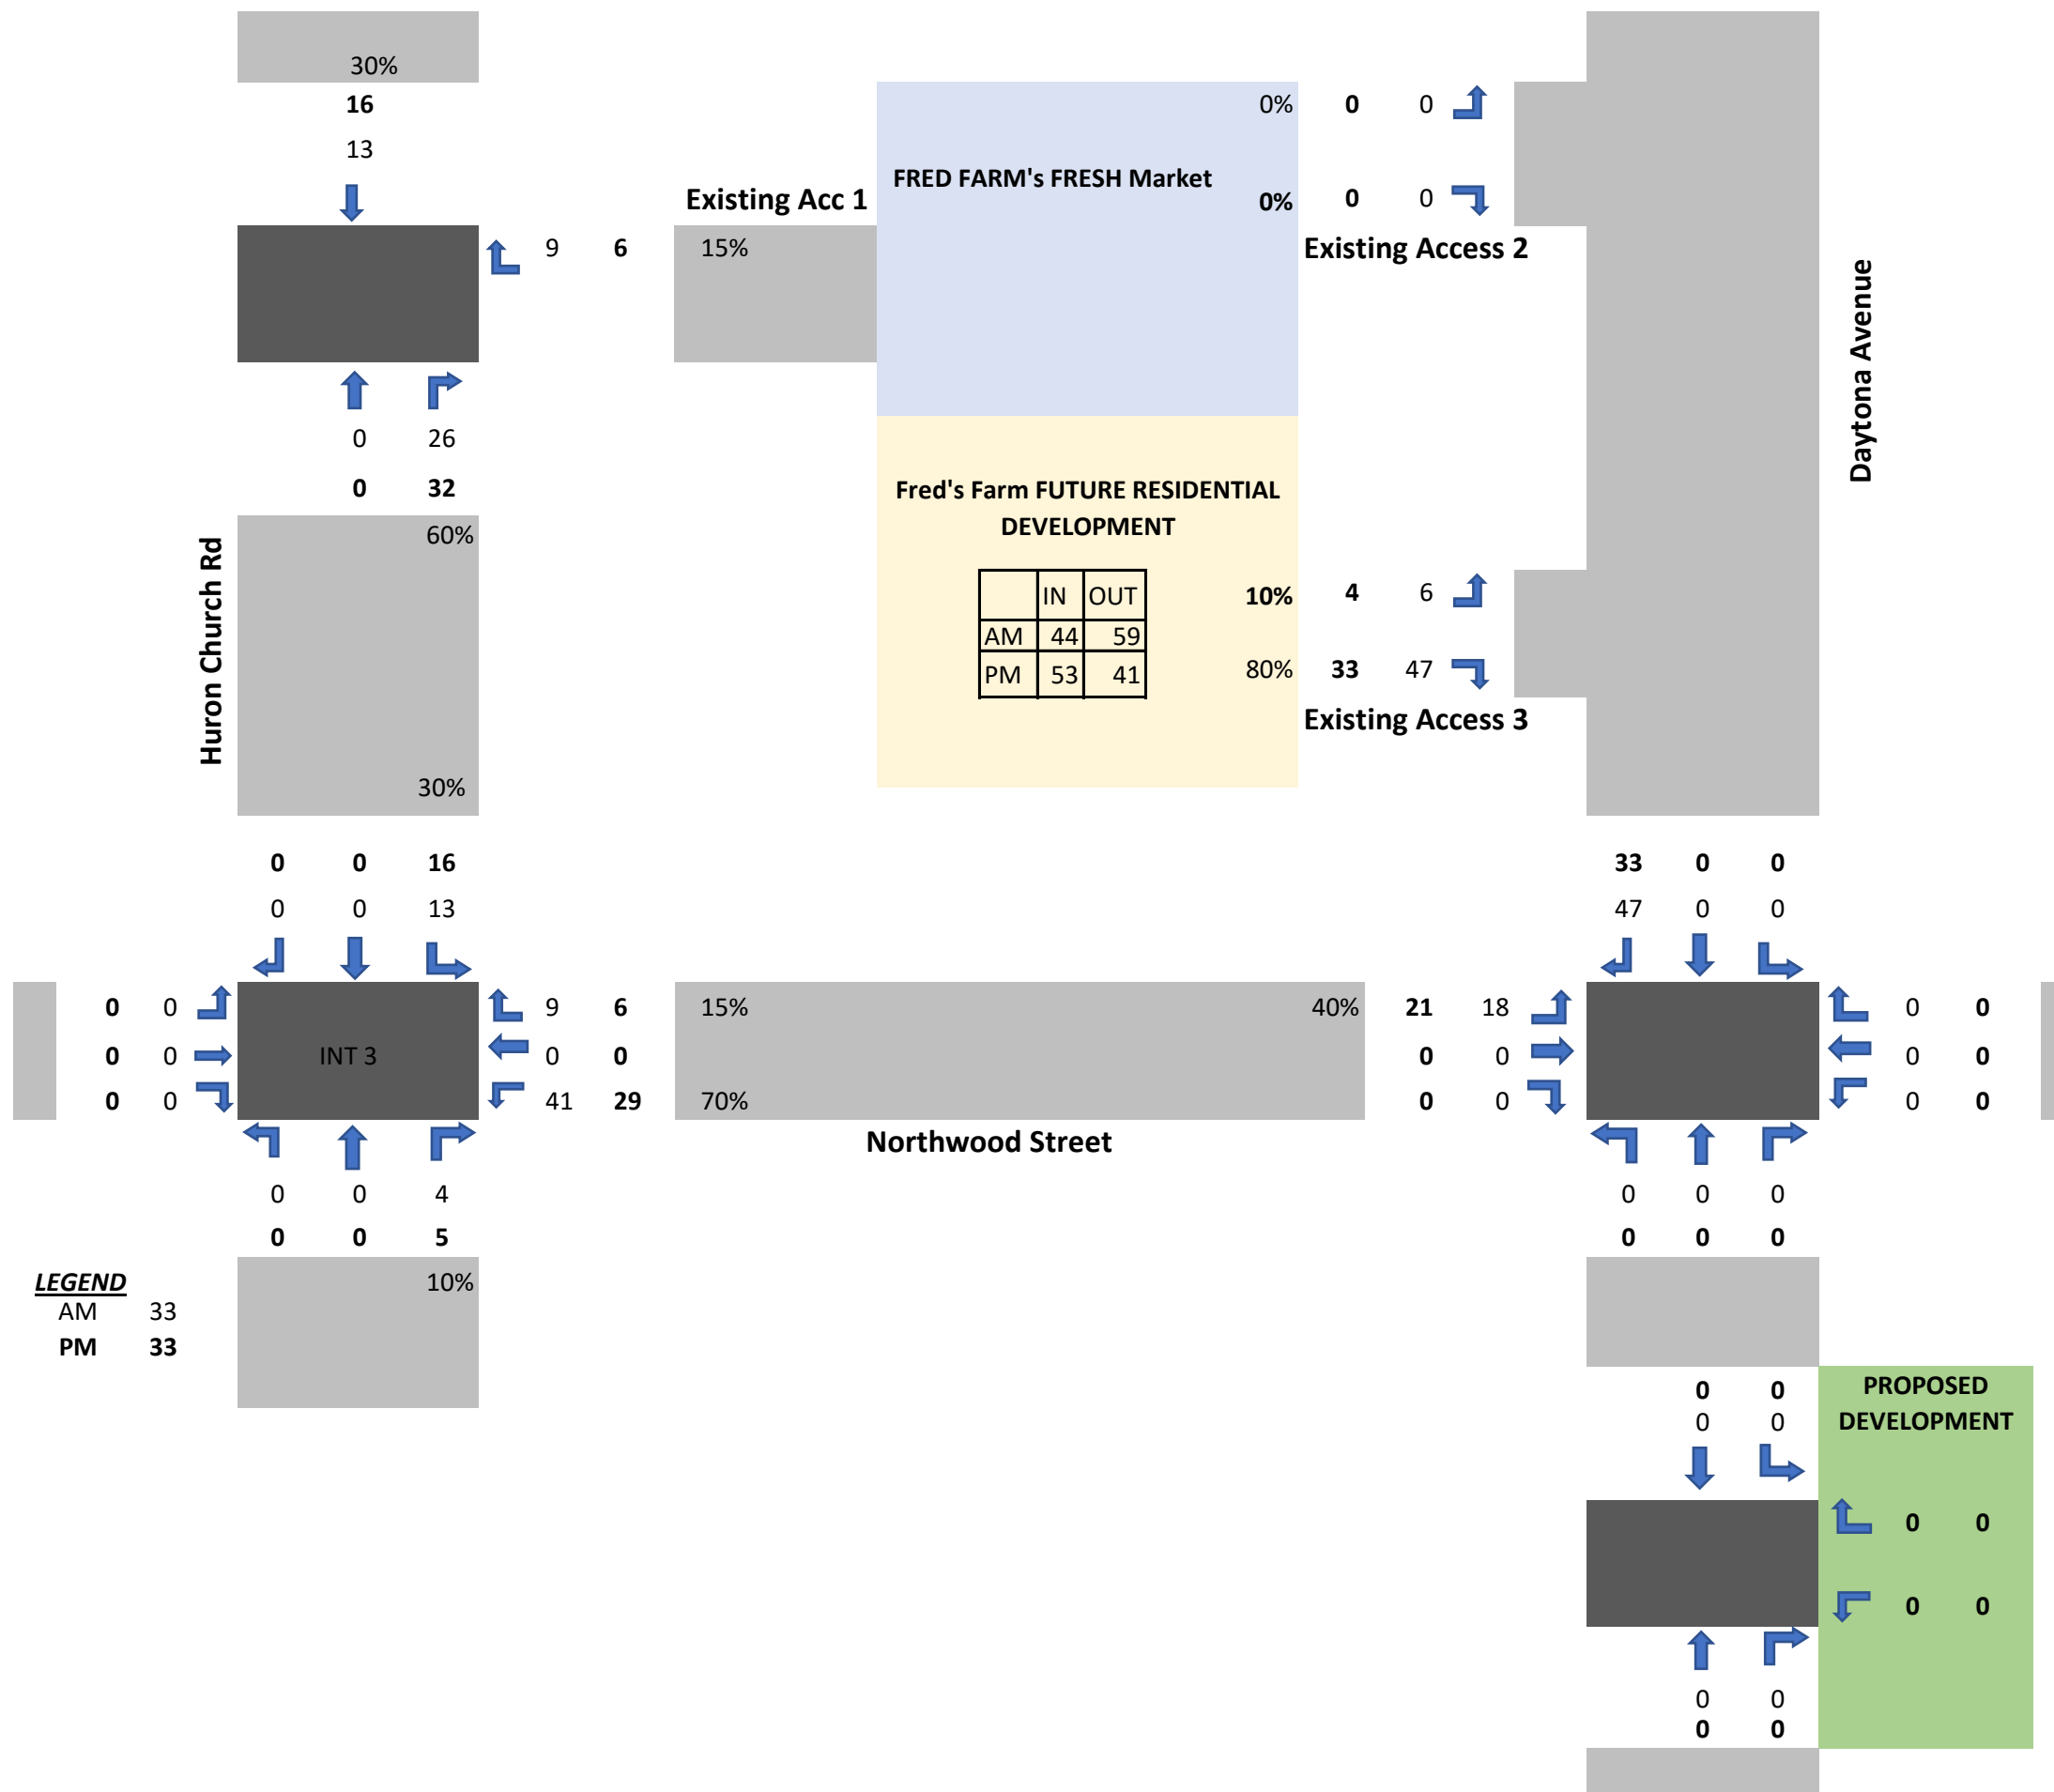 30%
16
13
Existing Acc 1
9 6 15%
FRED FARM's FRESH Market
0% 0 0
0% 0 0
Existing Access 2
Daytona Avenue
0 26
0 32
60%
Huron Church Rd
30%
Fred's Farm FUTURE RESIDENTIAL
DEVELOPMENT
IN OUT
AM 44 59
PM 53 41
10% 4 6
80% 33 47
Existing Access 3
0 0 16
0 0 13
33 0 0
47 0 0
0 0
0 0
0 0
INT 3
9 6 15%
0 0
41 29 70%
40% 21 18
0 0
0 0
0 0
0 0
0 0
Northwood Street
0 0 4
0 0 5
10%
0 0 0
0 0 0
LEGEND
AM 33
PM 33
0 0
0 0
PROPOSED
DEVELOPMENT
0 0
0 0
0 0
0 0